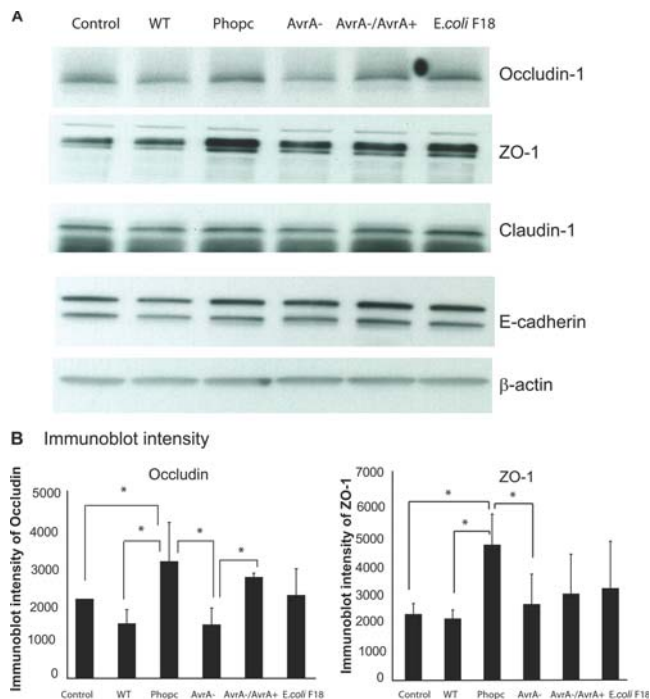 A
Control WT Phopc AvrA- AvrA-/AvrA+ E.coli F18
Occludin-1
ZO-1
Claudin-1
E-cadherin
β-actin
B Immunoblot intensity
Occludin
Immunoblot intensity of Occludin
5000
4000
3000
2000
1000
0
* * * *
Control WT Phopc AvrA- AvrA-/AvrA+ E.coli F18
ZO-1
Immunoblot intensity of ZO-1
7000
6000
5000
4000
3000
2000
1000
0
* * *
Control WT Phopc AvrA- AvrA-/AvrA+ E.coli F18